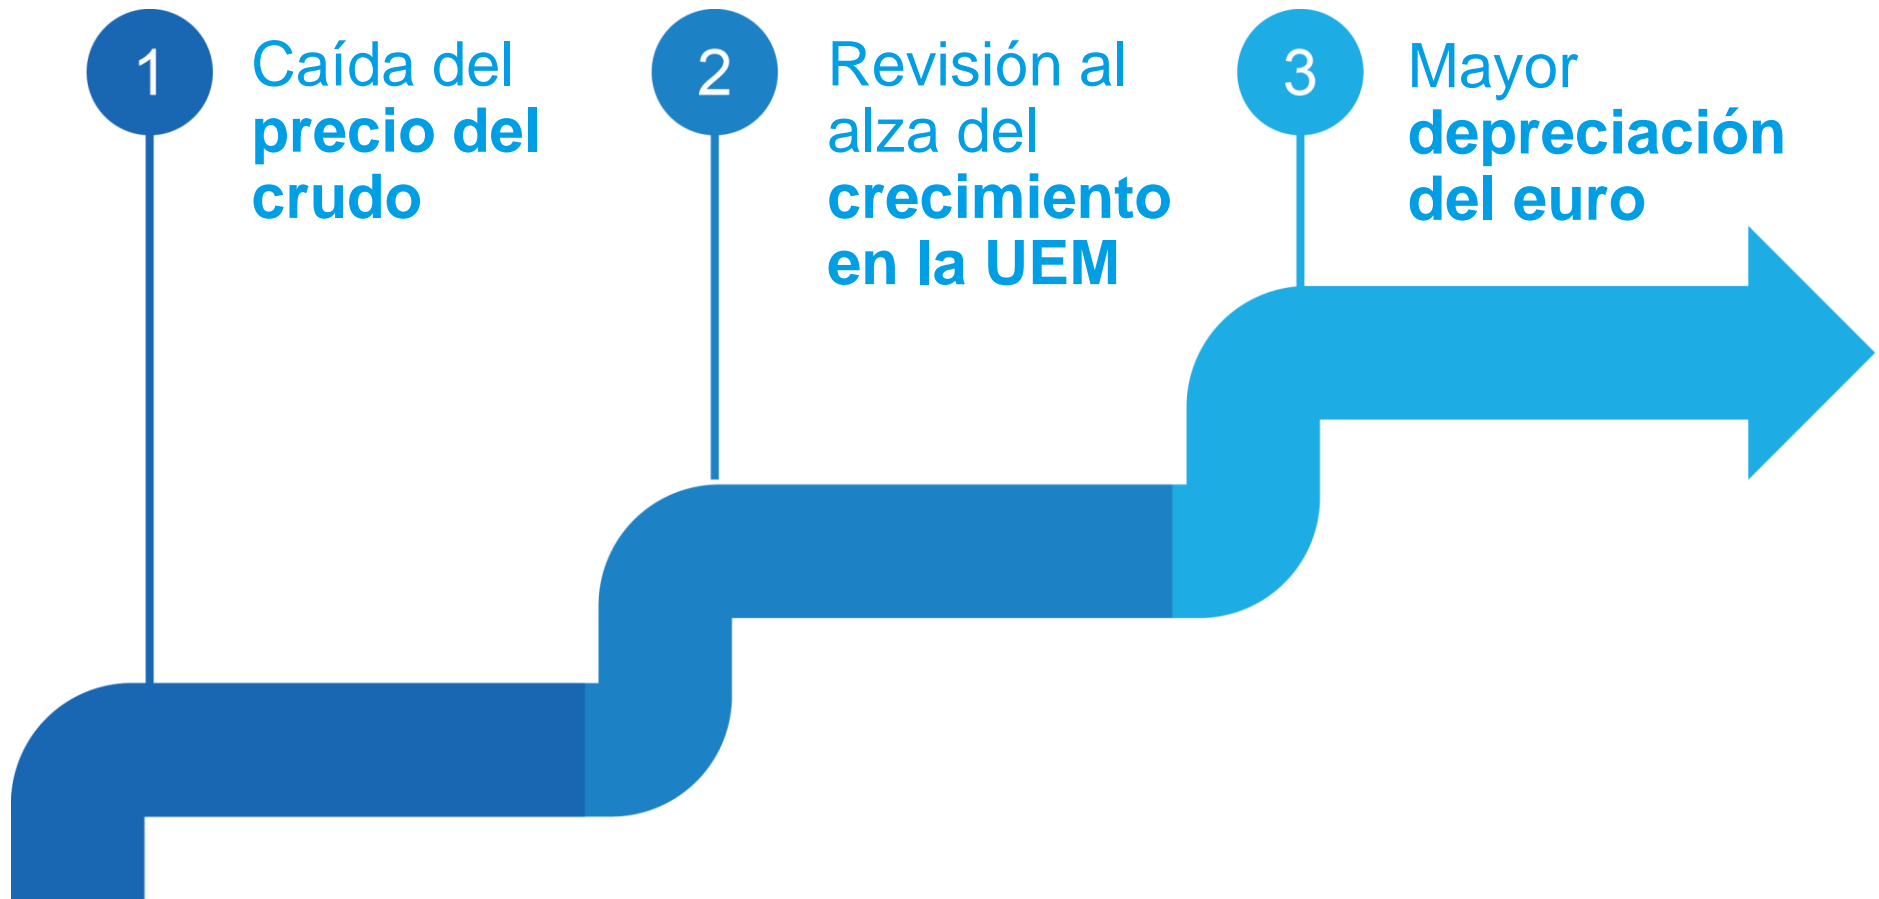 1
Caída del
precio del
crudo
2
Revisión al
alza del
crecimiento
en la UEM
3
Mayor
depreciación
del euro